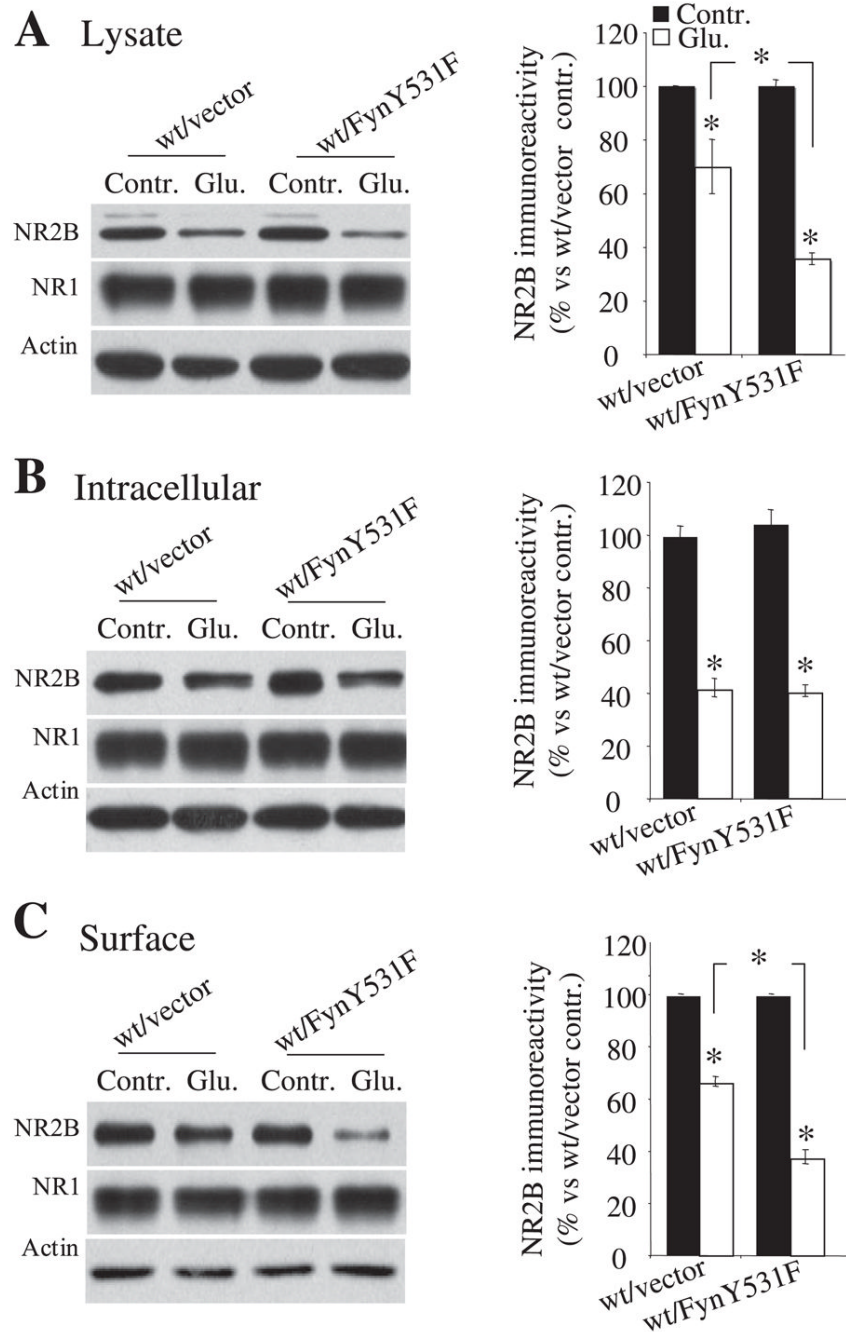 A Lysate
wt/vector
wt/FynY531F
Contr. Glu. Contr. Glu.
NR2B
NR1
Actin
Contr.
Glu.
NR2B immunoreactivity
(% vs wt/vector contr.)
120
100
80
60
40
20
0
*
*
*
wt/vector
wt/FynY531F
B Intracellular
wt/vector
wt/FynY531F
Contr. Glu. Contr. Glu.
NR2B
NR1
Actin
NR2B immunoreactivity
(% vs wt/vector contr.)
120
100
80
60
40
20
0
*
*
wt/vector
wt/FynY531F
C Surface
wt/vector
wt/FynY531F
Contr. Glu. Contr. Glu.
NR2B
NR1
Actin
NR2B immunoreactivity
(% vs wt/vector contr.)
120
100
80
60
40
20
0
*
*
*
wt/vector
wt/FynY531F